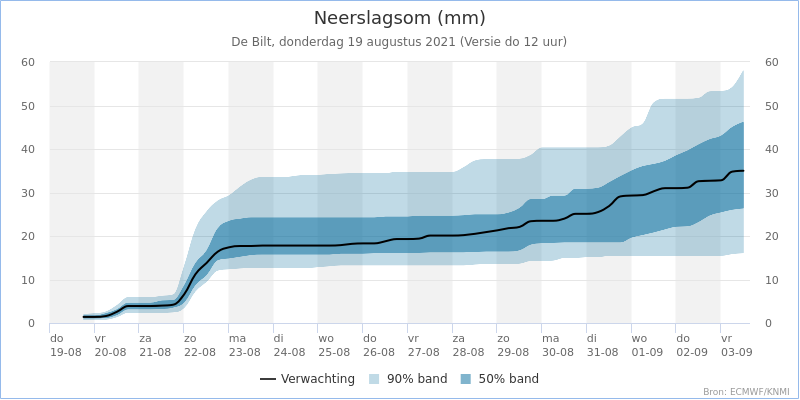 Neerslagsom (mm)
De Bilt, donderdag 19 augustus 2021 (Versie do 12 uur)
60 60
50 50
40 40
30 30
20 20
10 10
0 0
do vr za zo ma di wo do vr za zo ma di wo do vr
19-08 20-08 21-08 22-08 23-08 24-08 25-08 26-08 27-08 28-08 29-08 30-08 31-08 01-09 02-09 03-09
Verwachting 90% band 50% band
Bron: ECMWF/KNMI